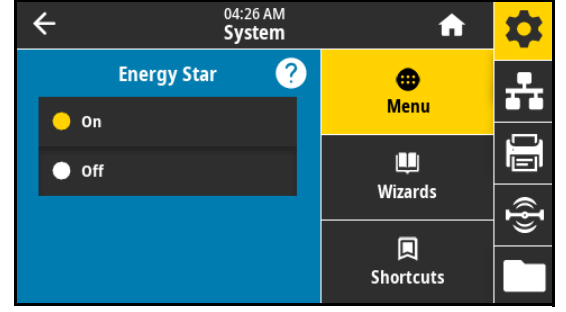 04:26 AM
System
Energy Star
?
On
Off
Menu
Wizards
Shortcuts